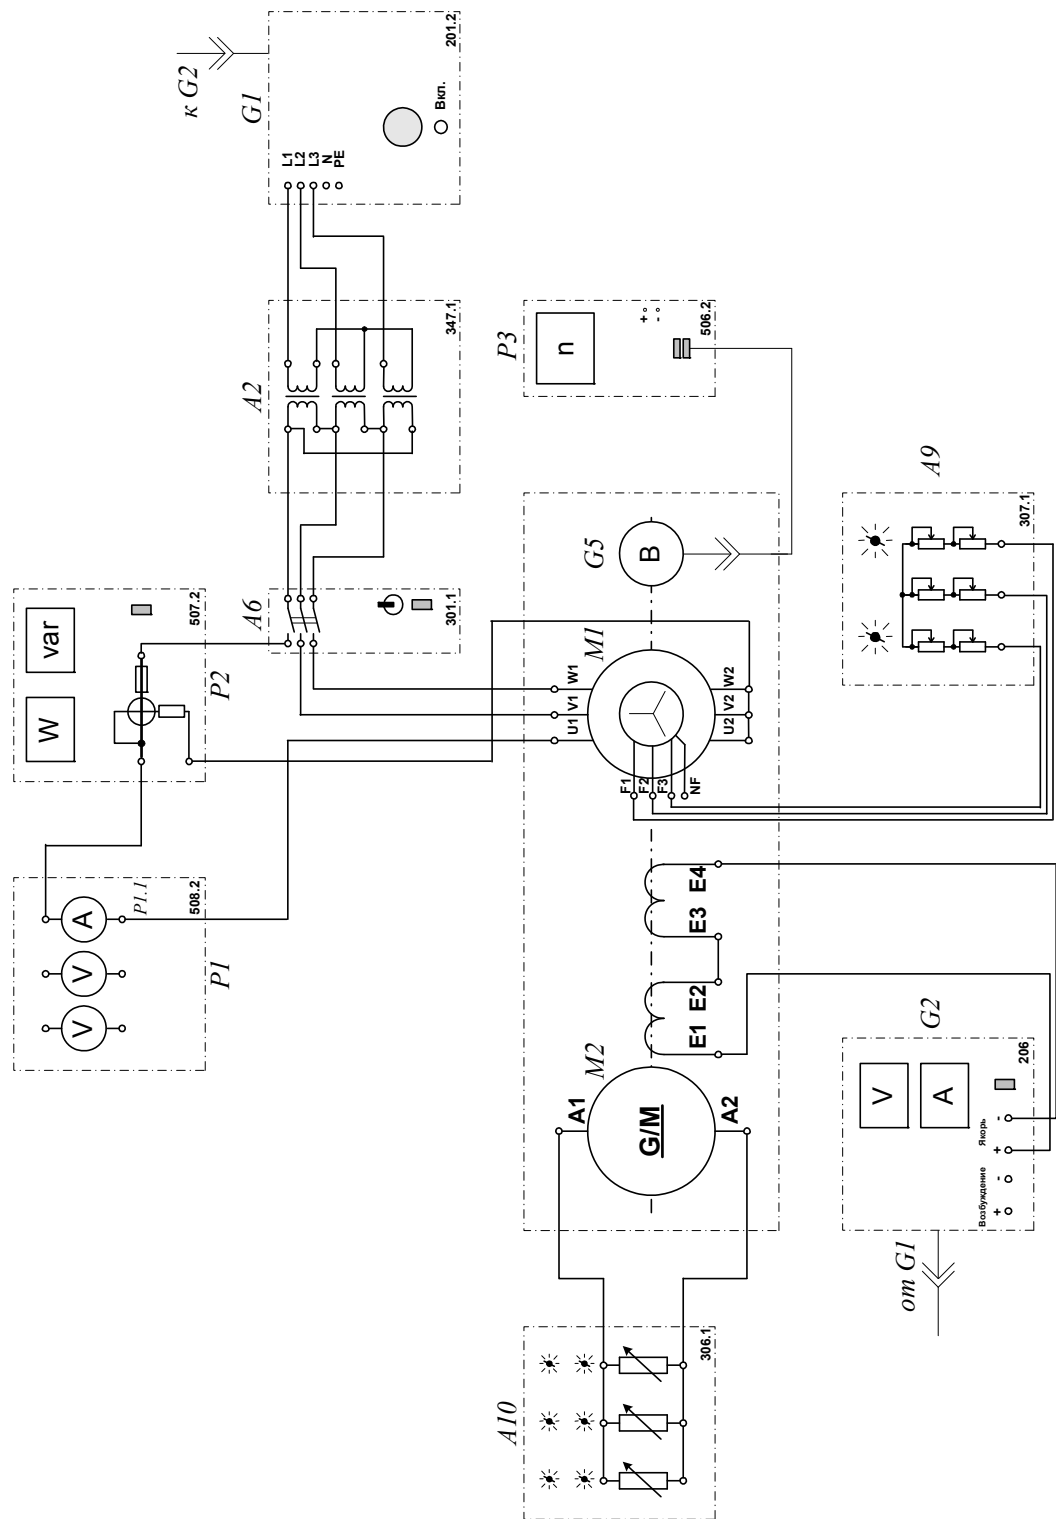 к G2
G1
201.2
L1
L2
L3
N
PE
Вкл.
A2
347.1
P3
n
+
-
506.2
A6
301.1
P2
W
var
507.2
P1
V
V
A
P1.1
508.2
G5
B
M1
U1
V1
W1
U2
V2
W2
F1
F2
F3
NF
A9
307.1
E1
E2
E3
E4
M2
A1
G/M
A2
G2
V
A
206
Возбуждение
+
-
Якорь
+
-
от G1
A10
306.1